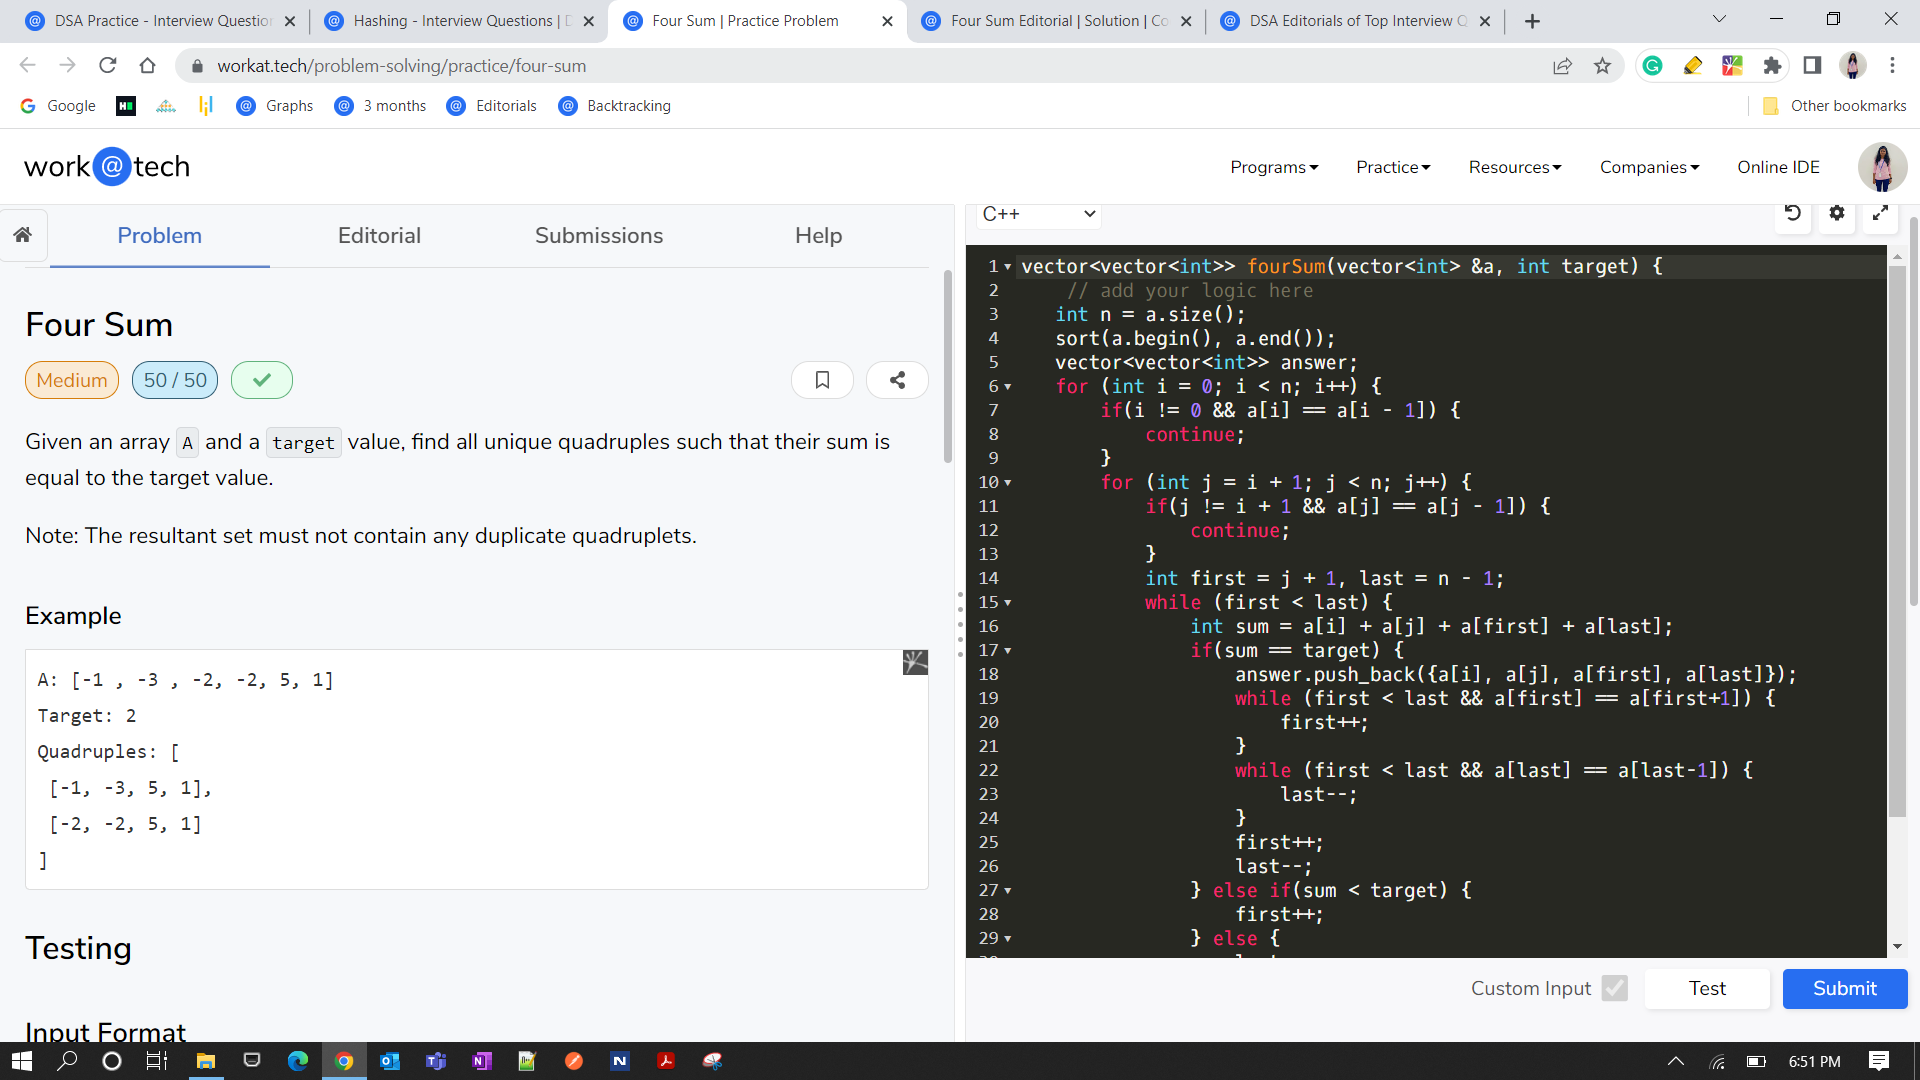 DSA Practice - Interview Question
Hashing - Interview Questions | D
Four Sum | Practice Problem
Four Sum Editorial | Solution | Co
DSA Editorials of Top Interview Q
workat.tech/problem-solving/practice/four-sum
Google
Graphs
3 months
Editorials
Backtracking
Other bookmarks
work@tech
Programs
Practice
Resources
Companies
Online IDE
Problem
Editorial
Submissions
Help
Four Sum
Medium
50 / 50
Given an array A and a target value, find all unique quadruples such that their sum is
equal to the target value.
Note: The resultant set must not contain any duplicate quadruplets.
Example
A: [-1 , -3 , -2, -2, 5, 1]
Target: 2
Quadruples: [
[-1, -3, 5, 1],
[-2, -2, 5, 1]
]
Testing
Input Format
C++
1 vector<vector<int>> fourSum(vector<int> &a, int target) {
2 // add your logic here
3 int n = a.size();
4 sort(a.begin(), a.end());
5 vector<vector<int>> answer;
6 for (int i = 0; i < n; i++) {
7 if(i != 0 && a[i] == a[i - 1]) {
8 continue;
9 }
10 for (int j = i + 1; j < n; j++) {
11 if(j != i + 1 && a[j] == a[j - 1]) {
12 continue;
13 }
14 int first = j + 1, last = n - 1;
15 while (first < last) {
16 int sum = a[i] + a[j] + a[first] + a[last];
17 if(sum == target) {
18 answer.push_back({a[i], a[j], a[first], a[last]});
19 while (first < last && a[first] == a[first+1]) {
20 first++;
21 }
22 while (first < last && a[last] == a[last-1]) {
23 last--;
24 }
25 first++;
26 last--;
27 } else if(sum < target) {
28 first++;
29 } else {
Custom Input
Test
Submit
6:51 PM